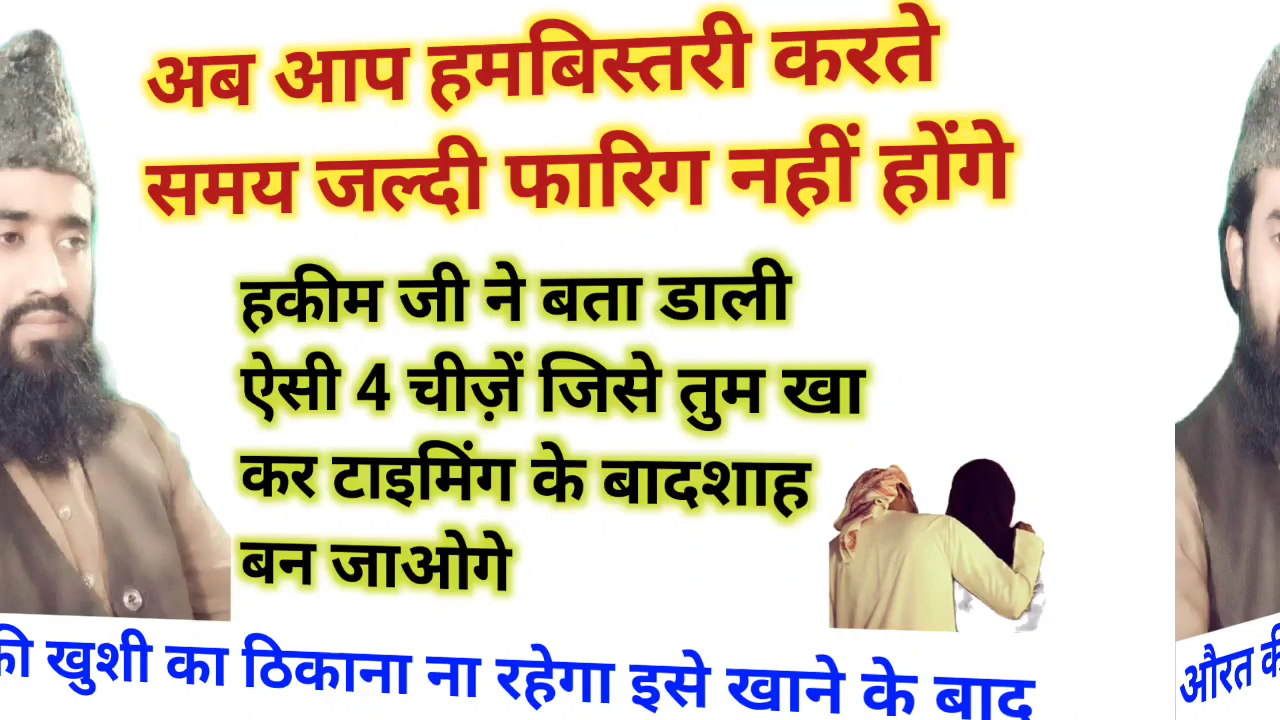 अब आप हमबिस्तरी करते
समय जल्दी फारिग नहीं होंगे
हकीम जी ने बता डाली
ऐसी 4 चीज़ें जिसे तुम खा
कर टाइमिंग के बादशाह
बन जाओगे
की खुशी का ठिकाना ना रहेगा इसे खाने के बाद
औरत की